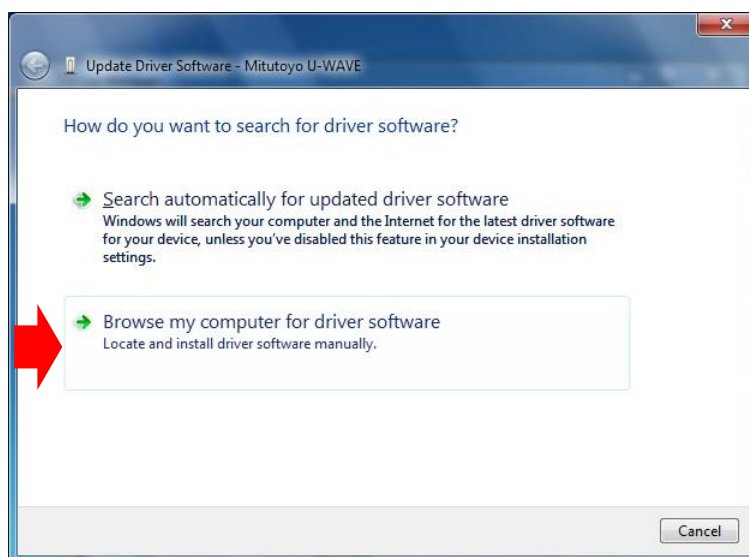 Update Driver Software - Mitutoyo U-WAVE
How do you want to search for driver software?
Search automatically for updated driver software
Windows will search your computer and the Internet for the latest driver software
for your device, unless you've disabled this feature in your device installation
settings.
Browse my computer for driver software
Locate and install driver software manually.
Cancel